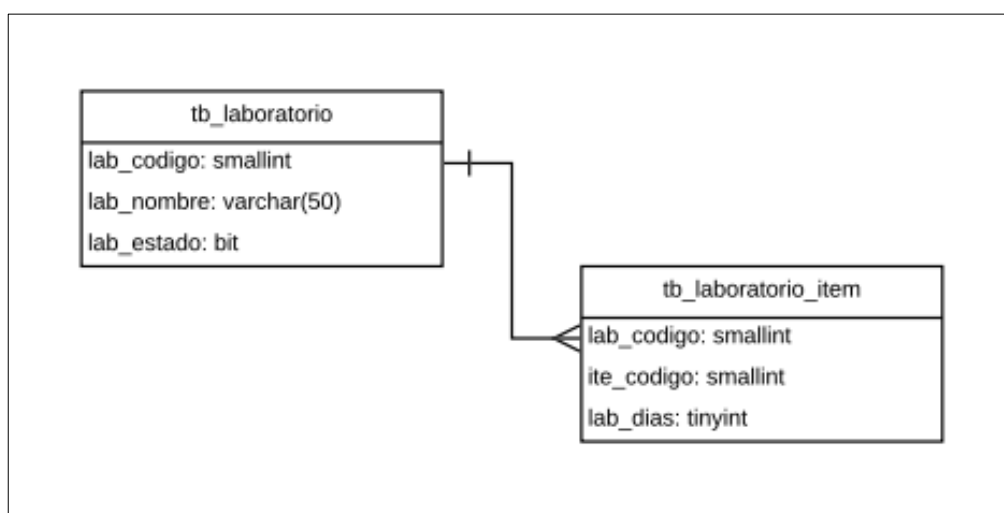 tb_laboratorio
lab_codigo: smallint
lab_nombre: varchar(50)
lab_estado: bit
tb_laboratorio_item
lab_codigo: smallint
ite_codigo: smallint
lab_dias: tinyint